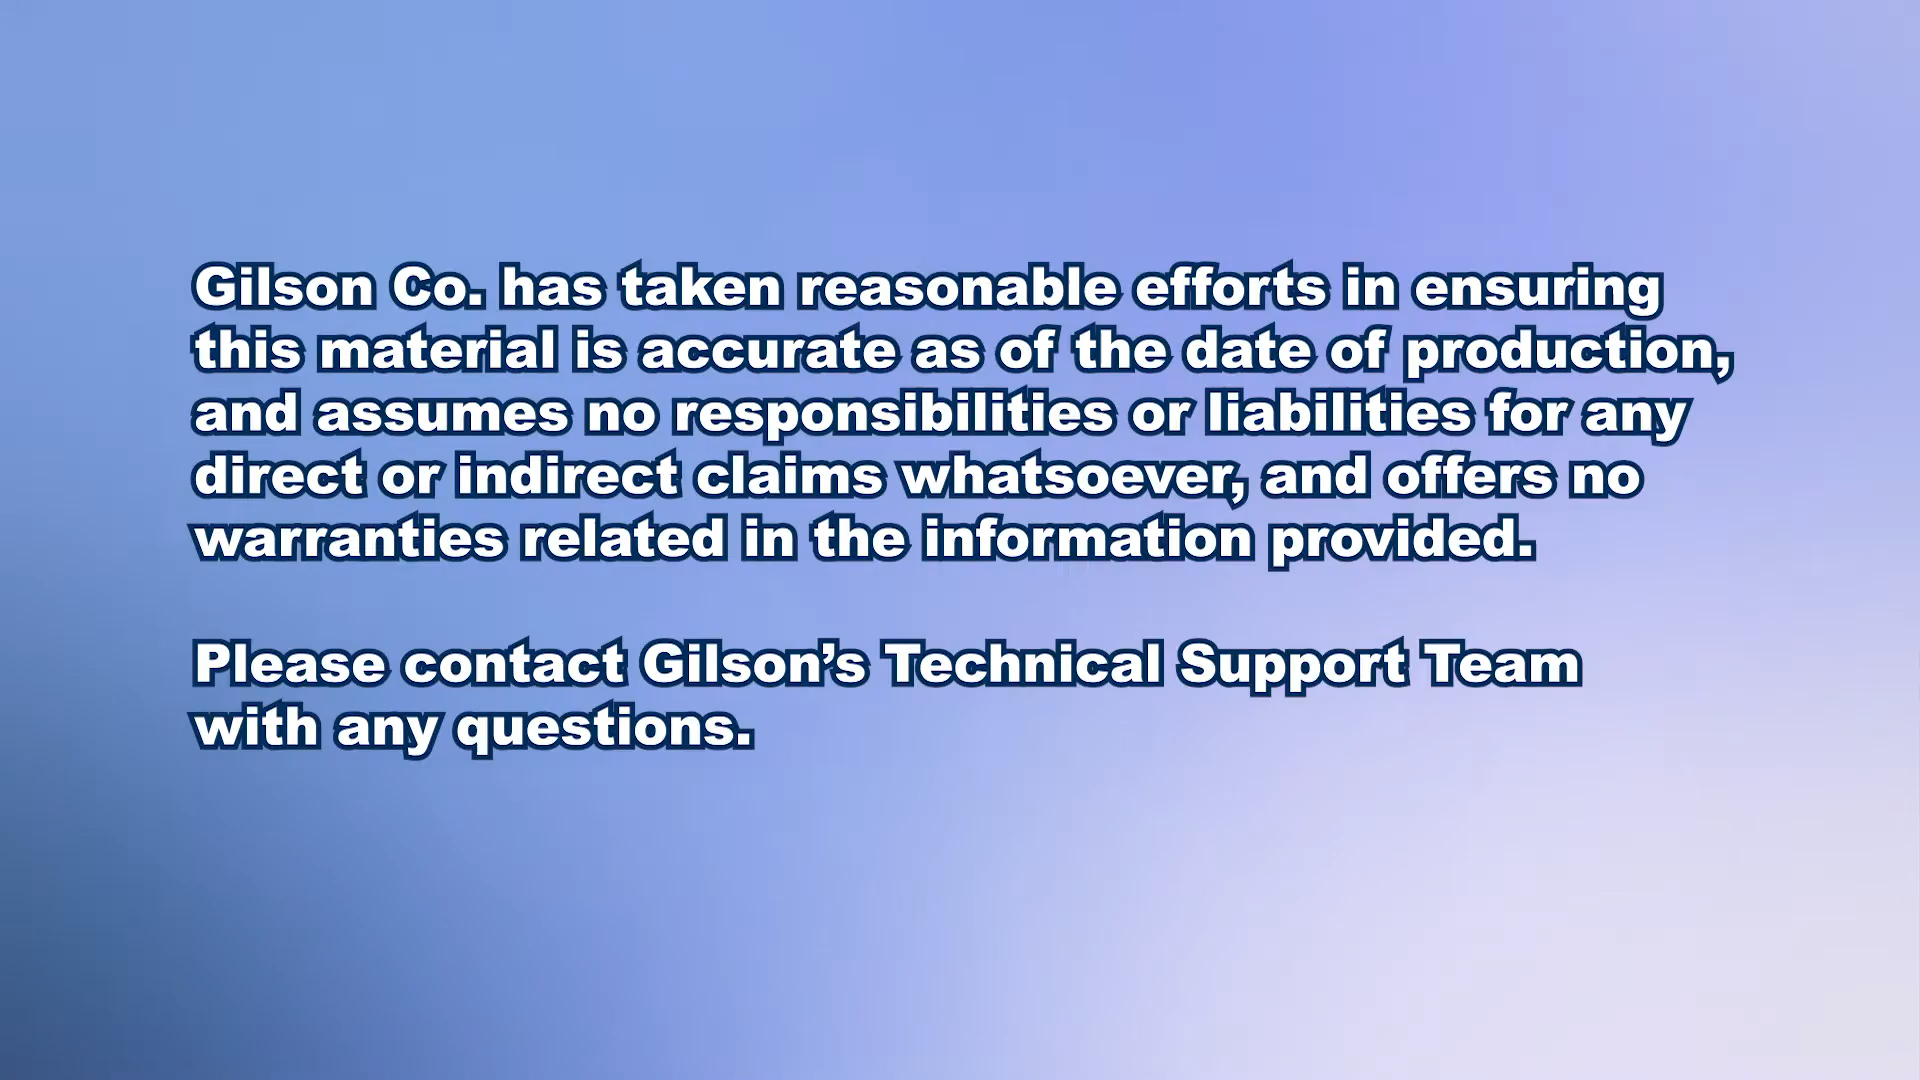 Gilson Co. has taken reasonable efforts in ensuring
this material is accurate as of the date of production,
and assumes no responsibilities or liabilities for any
direct or indirect claims whatsoever, and offers no
warranties related in the information provided.
Please contact Gilson’s Technical Support Team
with any questions.